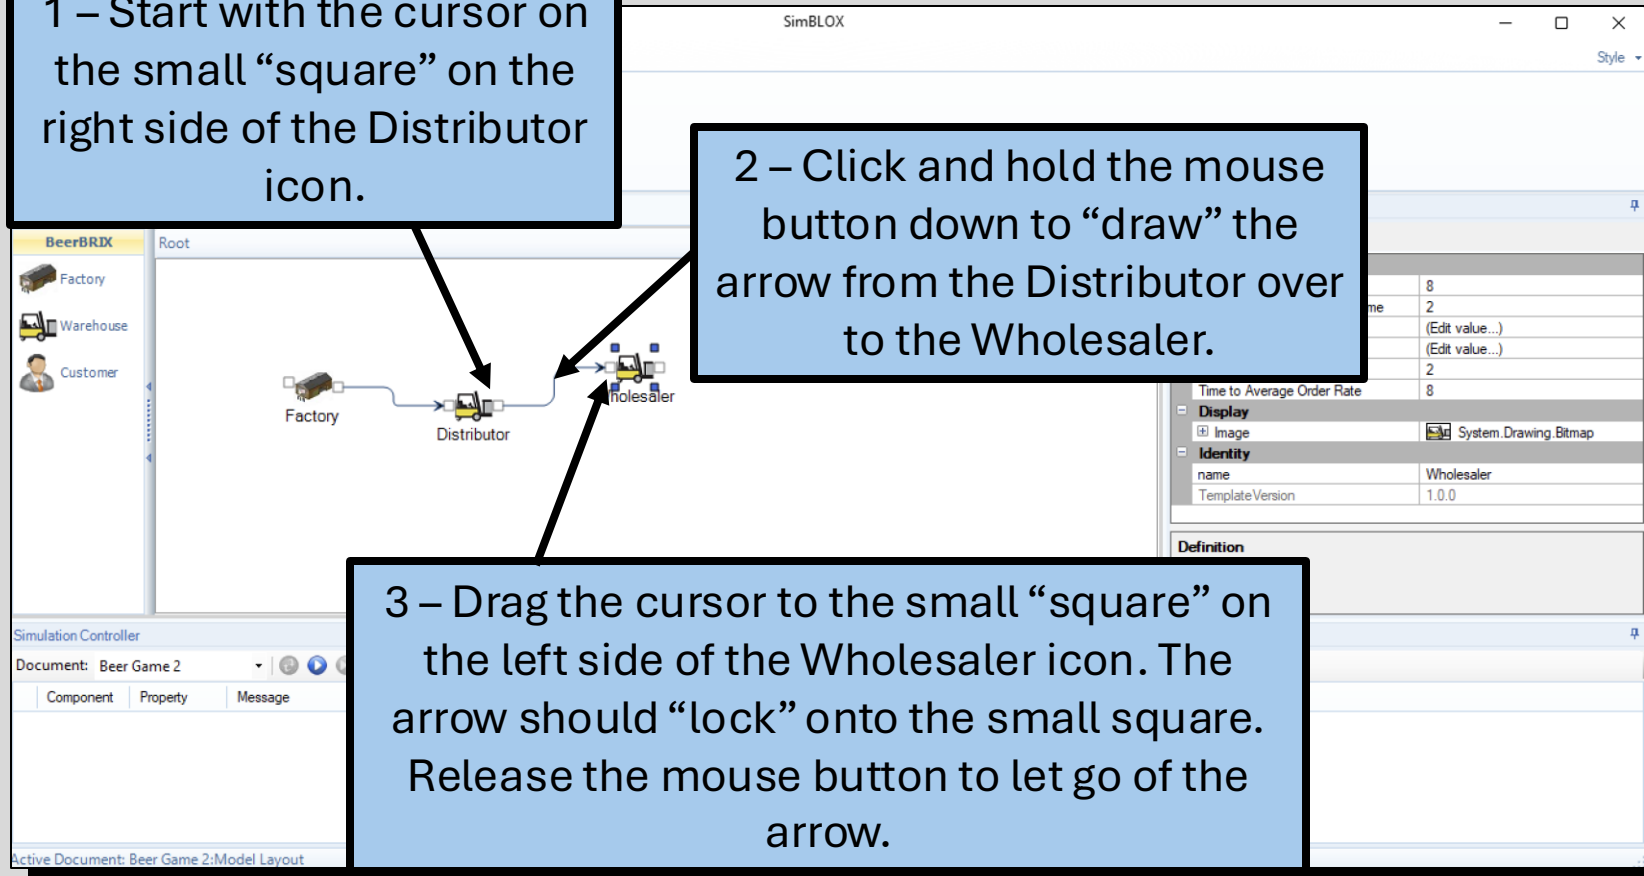 1 – Start with the cursor on
the small “square” on the
right side of the Distributor
icon.
SimBLOX
Style
2 – Click and hold the mouse
button down to “draw” the
arrow from the Distributor over
to the Wholesaler.
BeerBRIX
Root
Factory
Warehouse
Customer
Factory
Distributor
holesaler
8
me 2
(Edit value...)
(Edit value...)
2
Time to Average Order Rate 8
Display
Image System.Drawing.Bitmap
Identity
name Wholesaler
TemplateVersion 1.0.0
Definition
3 – Drag the cursor to the small “square” on
the left side of the Wholesaler icon. The
arrow should “lock” onto the small square.
Release the mouse button to let go of the
arrow.
Simulation Controller
Document: Beer Game 2
Component Property Message
Active Document: Beer Game 2:Model Layout